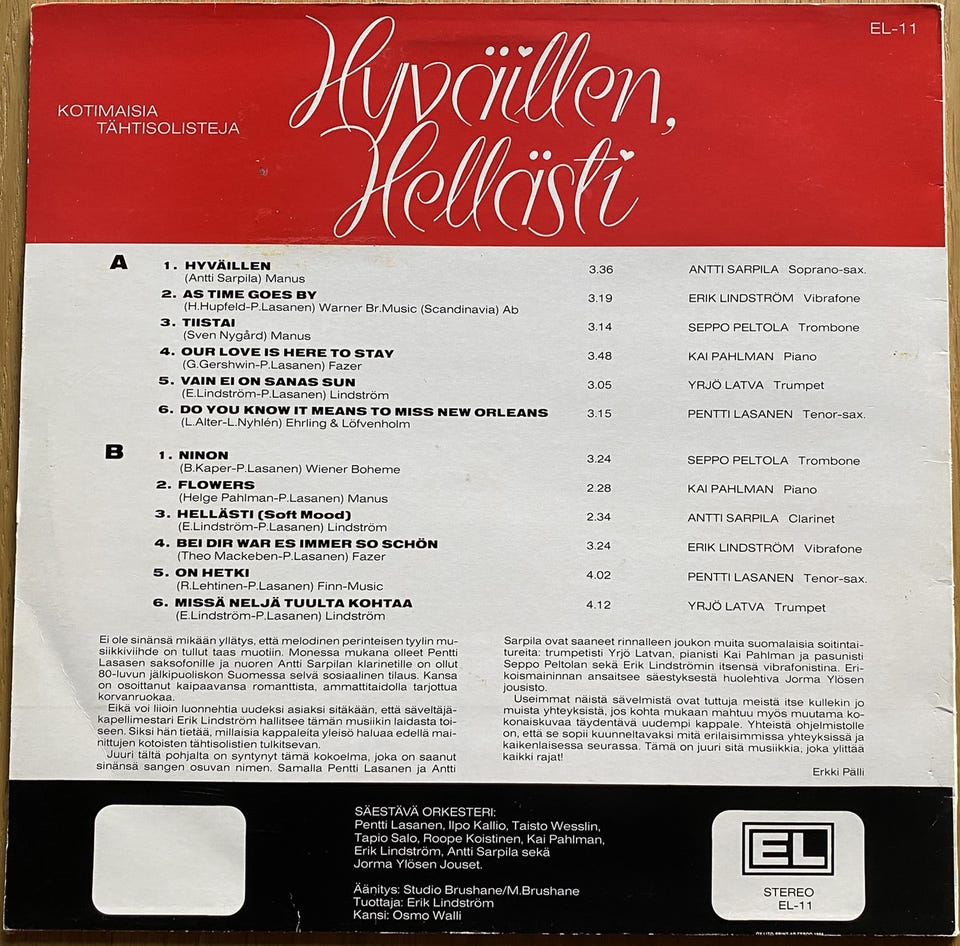 EL-11
KOTIMAISIA
TÄHTISOLISTEJA
Hyväillen,
Hellästi
A
1. HYVÄILLEN 3.36 ANTTI SARPILA Soprano-sax.
(Antti Sarpila) Manus
2. AS TIME GOES BY 3.19 ERIK LINDSTRÖM Vibrafone
(H.Hupfeld-P.Lasanen) Warner Br.Music (Scandinavia) Ab
3. TIISTAI 3.14 SEPPO PELTOLA Trombone
(Sven Nygård) Manus
4. OUR LOVE IS HERE TO STAY 3.48 KAI PAHLMAN Piano
(G.Gershwin-P.Lasanen) Fazer
5. VAIN EI ON SANAS SUN 3.05 YRJÖ LATVA Trumpet
(E.Lindström-P.Lasanen) Lindström
6. DO YOU KNOW IT MEANS TO MISS NEW ORLEANS 3.15 PENTTI LASANEN Tenor-sax.
(L.Alter-L.Nyhlén) Ehrling & Löfvenholm
B
1. NINON 3.24 SEPPO PELTOLA Trombone
(B.Kaper-P.Lasanen) Wiener Boheme
2. FLOWERS 2.28 KAI PAHLMAN Piano
(Helge Pahlman-P.Lasanen) Manus
3. HELLÄSTI (Soft Mood) 2.34 ANTTI SARPILA Clarinet
(E.Lindström-P.Lasanen) Lindström
4. BEI DIR WAR ES IMMER SO SCHÖN 3.24 ERIK LINDSTRÖM Vibrafone
(Theo Mackeben-P.Lasanen) Fazer
5. ON HETKI 4.02 PENTTI LASANEN Tenor-sax.
(R.Lehtinen-P.Lasanen) Finn-Music
6. MISSÄ NELJÄ TUULTA KOHTAA 4.12 YRJÖ LATVA Trumpet
(E.Lindström-P.Lasanen) Lindström
Ei ole sinänsä mikään yllätys, että melodinen perinteisen tyylin mu-
siikkiviihde on tullut taas muotiin. Monessa mukana olleet Pentti
Lasasen saksofonille ja nuoren Antti Sarpilan klarinetille on ollut
80-luvun jälkipuoliskon Suomessa selvä sosiaalinen tilaus. Kansa
on osoittanut kaipaavansa romanttista, ammattitaidolla tarjottua
korvanruokaa.
Eikä voi liioin luonnehtia uudeksi asiaksi sitäkään, että säveltäjä-
kapellimestari Erik Lindström hallitsee tämän musiikin laidasta toi-
seen. Siksi hän tietää, millaisia kappaleita yleisö haluaa edellä mai-
nittujen kotoisten tähtisolistien tulkitsevan.
Juuri tältä pohjalta on syntynyt tämä kokoelma, joka on saanut
sinänsä sangen osuvan nimen. Samalla Pentti Lasanen ja Antti
Sarpila ovat saaneet rinnalleen joukon muita suomalaisia soitintai-
tureita: trumpetisti Yrjö Latvan, pianisti Kai Pahlman ja pasunisti
Seppo Peltolan sekä Erik Lindströmin itsensä vibrafonistina. Eri-
koismaininnan ansaitsee säestyksestä huolehtiva Jorma Ylösen
jousisto.
Useimmat näistä sävelmistä ovat tuttuja meistä itse kullekin jo
muista yhteyksistä, jos kohta mukaan mahtuu myös muutama ko-
konaiskuvaa täydentävä uudempi kappale. Yhteistä ohjelmistolle
on, että se sopii kuunneltavaksi mitä erilaisimmissa yhteyksissä ja
kaikenlaisessa seurassa. Tämä on juuri sitä musiikkia, joka ylittää
kaikki rajat!
Erkki Pälli
SÄESTÄVÄ ORKESTERI:
Pentti Lasanen, Ilpo Kallio, Taisto Wesslin,
Tapio Salo, Roope Koistinen, Kai Pahlman,
Erik Lindström, Antti Sarpila sekä
Jorma Ylösen Jouset.
Äänitys: Studio Brushane/M.Brushane
Tuottaja: Erik Lindström
Kansi: Osmo Walli
EL
STEREO
EL-11